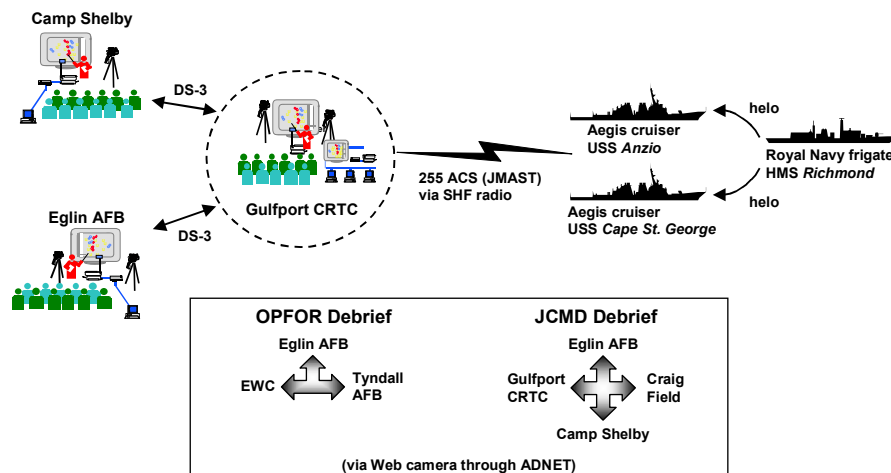 Camp Shelby
DS-3
Eglin AFB
DS-3
Gulfport CRTC
255 ACS (JMAST)
via SHF radio
Aegis cruiser
USS Anzio
Aegis cruiser
USS Cape St. George
helo
helo
Royal Navy frigate
HMS Richmond
OPFOR Debrief
Eglin AFB
EWC
Tyndall
AFB
JCMD Debrief
Eglin AFB
Gulfport
CRTC
Craig
Field
Camp Shelby
(via Web camera through ADNET)